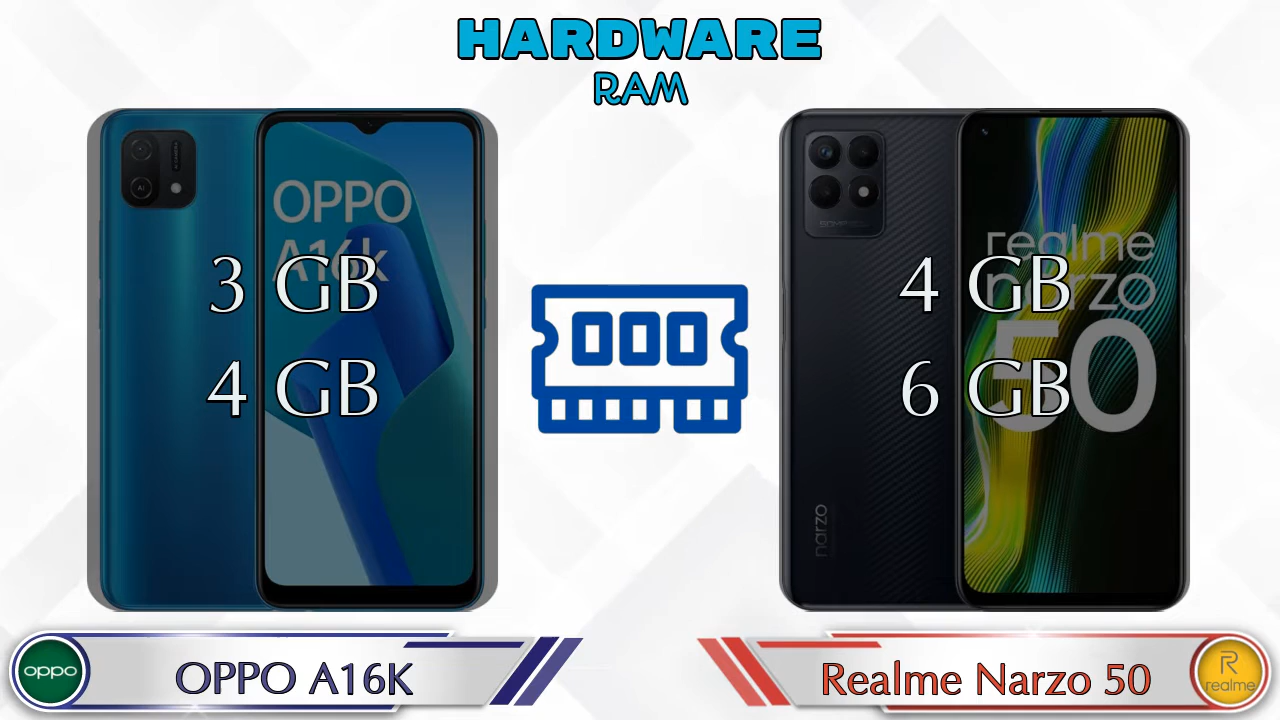 HARDWARE
RAM
OPPO
A16k
3 GB
4 GB
realme
narzo
50
4 GB
6 GB
narzo
AI
oppo
OPPO A16K
Realme Narzo 50
R
realme